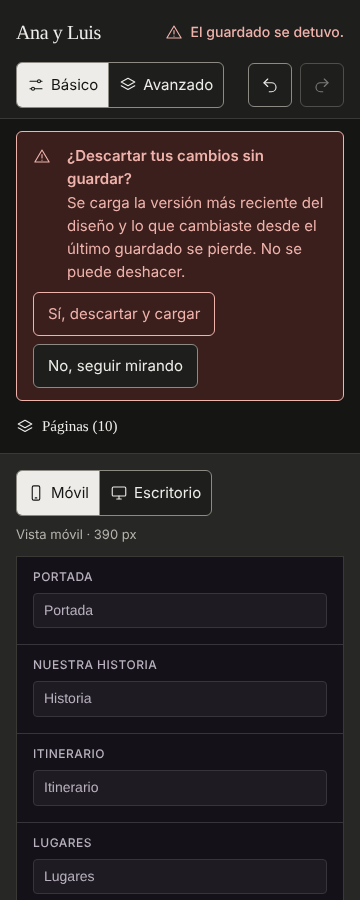 Ana y Luis
El guardado se detuvo.
Básico
Avanzado
¿Descartar tus cambios sin
guardar?
Se carga la versión más reciente del
diseño y lo que cambiaste desde el
último guardado se pierde. No se
puede deshacer.
Sí, descartar y cargar
No, seguir mirando
Páginas (10)
Móvil
Escritorio
Vista móvil · 390 px
PORTADA
Portada
NUESTRA HISTORIA
Historia
ITINERARIO
Itinerario
LUGARES
Lugares